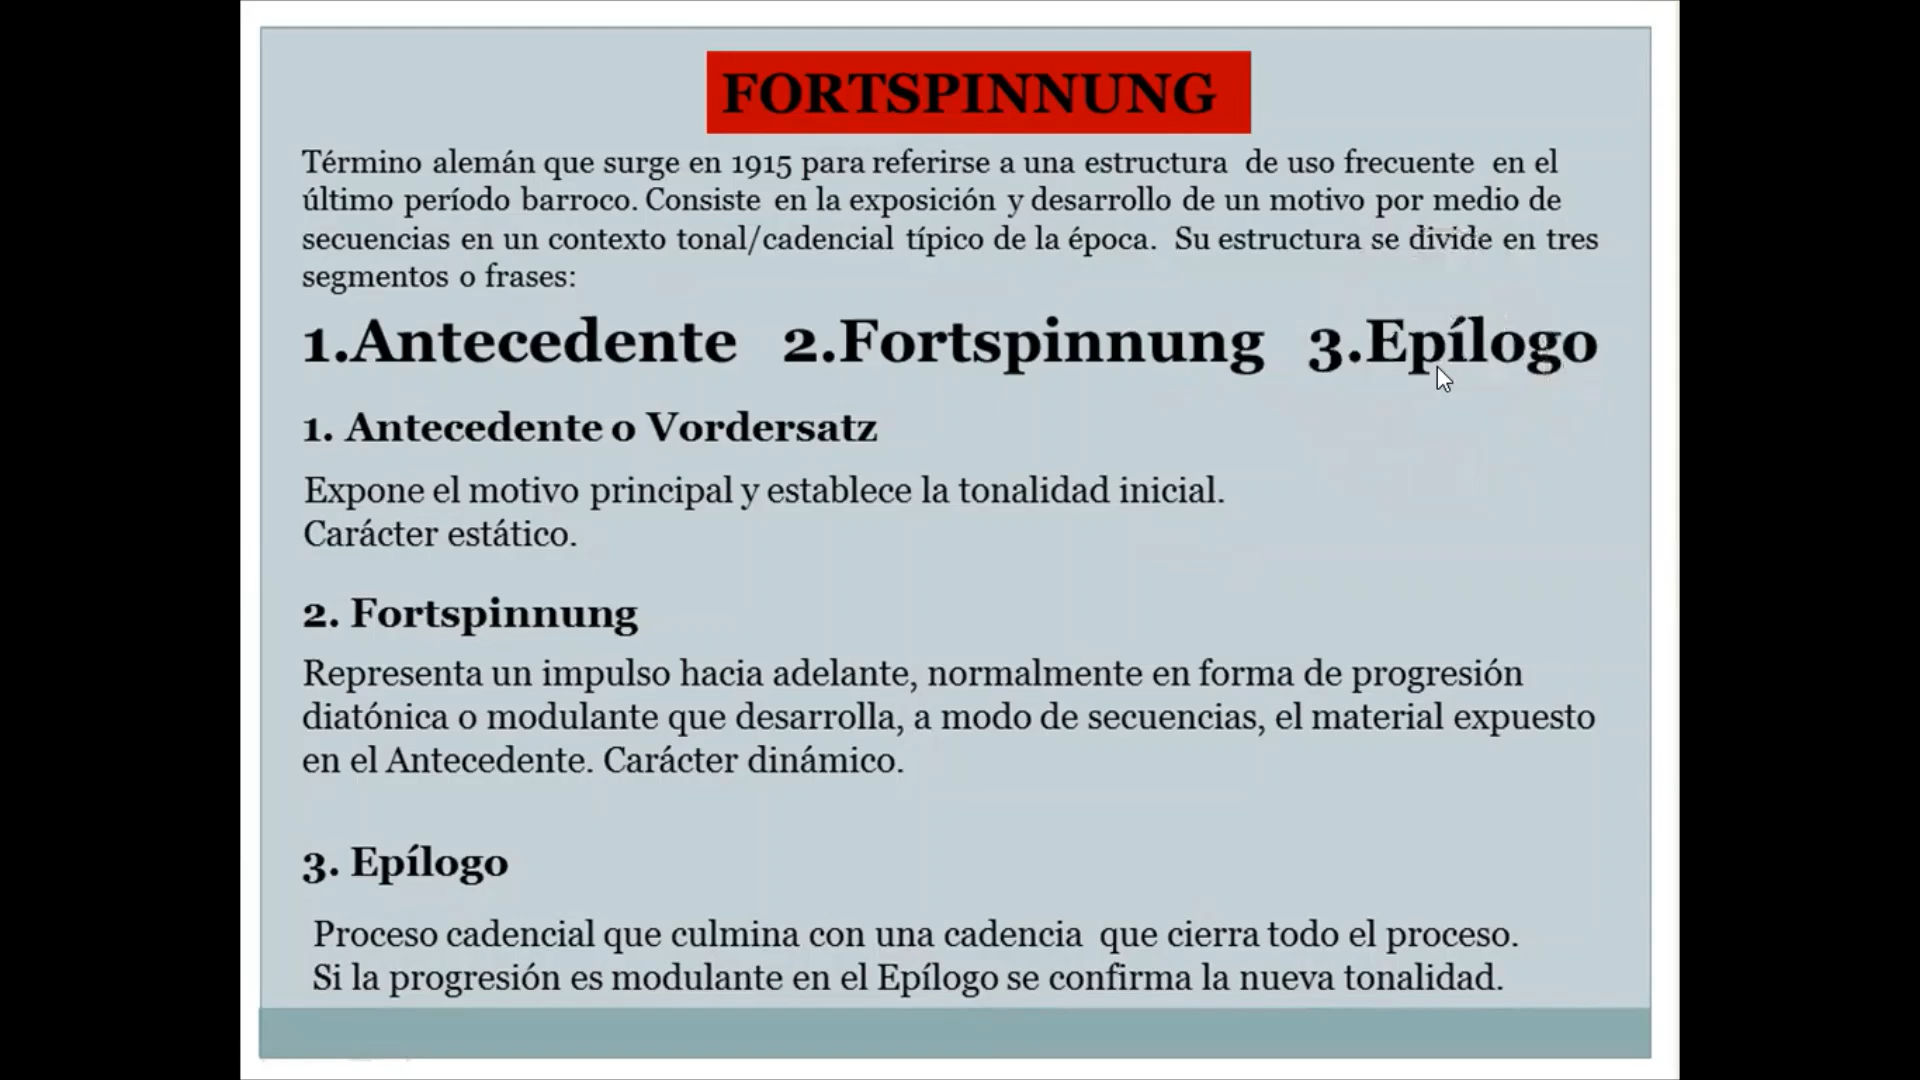 FORTSPINNUNG
Término alemán que surge en 1915 para referirse a una estructura de uso frecuente en el
último período barroco. Consiste en la exposición y desarrollo de un motivo por medio de
secuencias en un contexto tonal/cadencial típico de la época. Su estructura se divide en tres
segmentos o frases:
1.Antecedente 2.Fortspinnung 3.Epílogo
1. Antecedente o Vordersatz
Expone el motivo principal y establece la tonalidad inicial.
Carácter estático.
2. Fortspinnung
Representa un impulso hacia adelante, normalmente en forma de progresión
diatónica o modulante que desarrolla, a modo de secuencias, el material expuesto
en el Antecedente. Carácter dinámico.
3. Epílogo
Proceso cadencial que culmina con una cadencia que cierra todo el proceso.
Si la progresión es modulante en el Epílogo se confirma la nueva tonalidad.